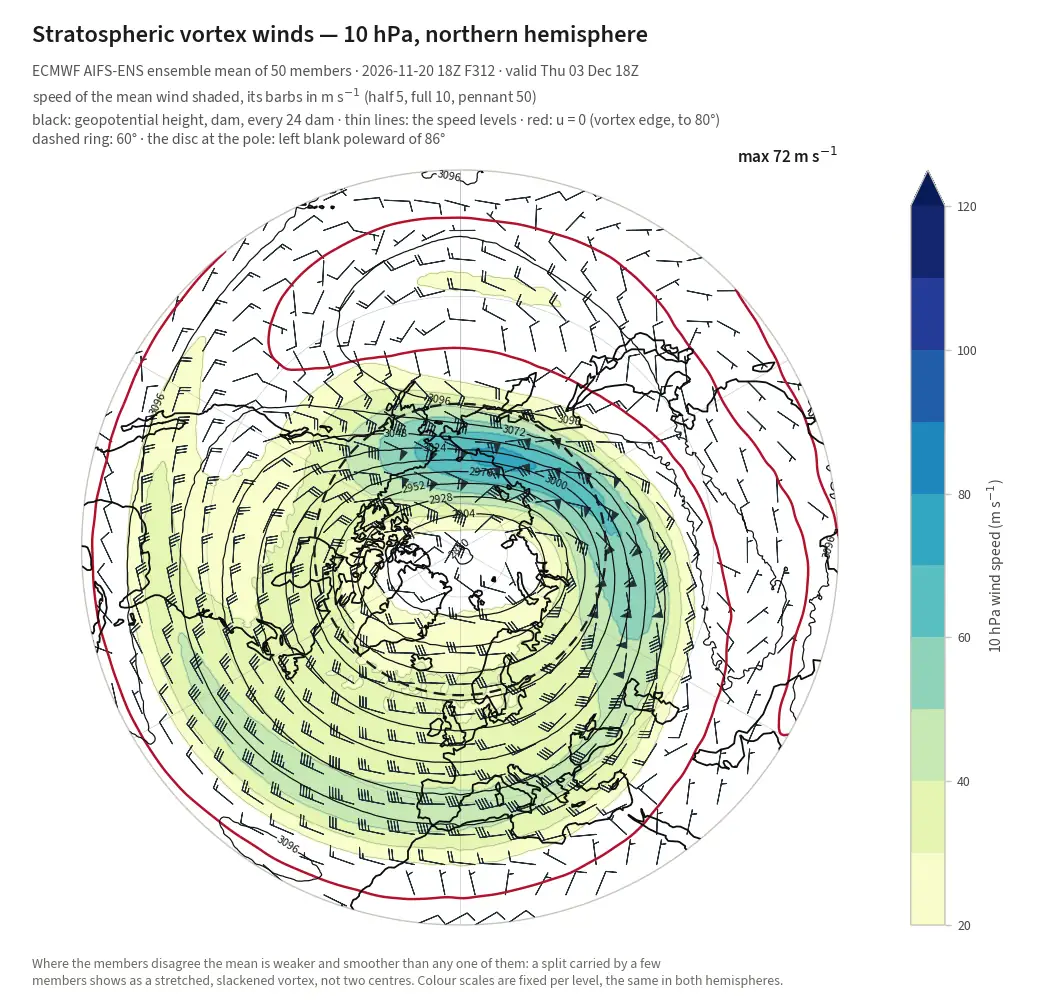 Stratospheric vortex winds — 10 hPa, northern hemisphere
ECMWF AIFS-ENS ensemble mean of 50 members · 2026-11-20 18Z F312 · valid Thu 03 Dec 18Z
speed of the mean wind shaded, its barbs in m s⁻¹ (half 5, full 10, pennant 50)
black: geopotential height, dam, every 24 dam · thin lines: the speed levels · red: u = 0 (vortex edge, to 80°)
dashed ring: 60° · the disc at the pole: left blank poleward of 86°
max 72 m s⁻¹
3096
120
100
80
60
40
20
10 hPa wind speed (m s⁻¹)
3096
3096
3096
3072
3048
3024
2976
3000
2952
2928
2904
3096
3096
Where the members disagree the mean is weaker and smoother than any one of them: a split carried by a few
members shows as a stretched, slackened vortex, not two centres. Colour scales are fixed per level, the same in both hemispheres.